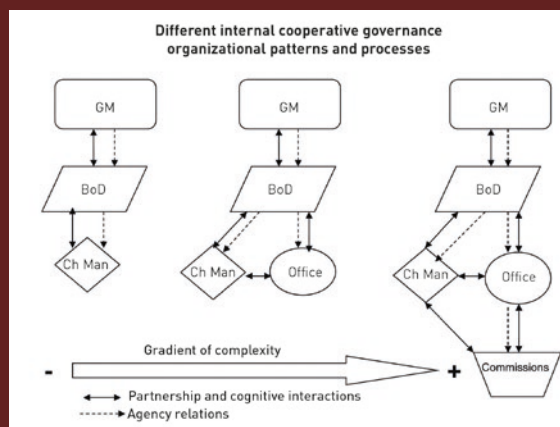 Different internal cooperative governance
organizational patterns and processes
GM
GM
GM
BoD
BoD
BoD
Ch Man
Ch Man
Office
Ch Man
Office
Gradient of complexity
-
+
Commissions
Partnership and cognitive interactions
Agency relations